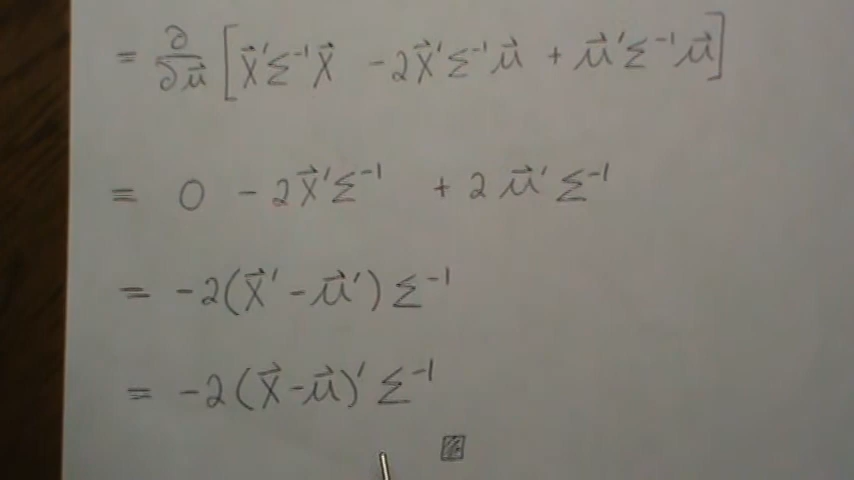 = ∂/∂μ⃗ [x⃗'Σ⁻¹x⃗ - 2x⃗'Σ⁻¹μ⃗ + μ⃗'Σ⁻¹μ⃗]
= 0 - 2x⃗'Σ⁻¹ + 2μ⃗'Σ⁻¹
= -2(x⃗' - μ⃗')Σ⁻¹
= -2(x⃗-μ⃗)'Σ⁻¹